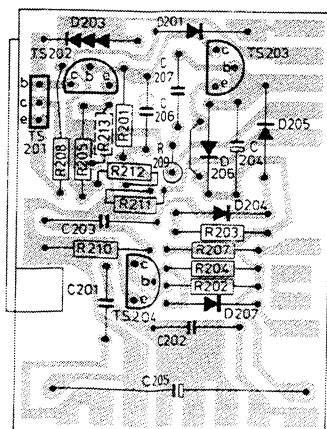 D203
D201
TS202
TS203
C
207
b
c
e
c
b
e
c
b
e
C
206
TS
201
R208
R205
R213
R201
R
209
D
206
C
204
D205
R212
R211
D204
C203
R203
R210
R207
R204
R202
C201
c
b
e
TS204
D207
C202
C205